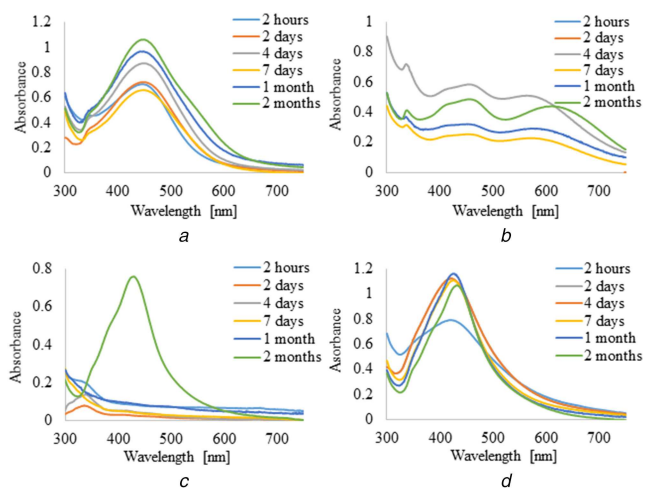 1.2
1
0.8
0.6
0.4
0.2
0
Absorbance
300 400 500 600 700
Wavelength [nm]
2 hours
2 days
4 days
7 days
1 month
2 months
a
1
0.8
0.6
0.4
0.2
0
Absorbance
300 400 500 600 700
Wavelength [nm]
2 hours
2 days
4 days
7 days
1 month
2 months
b
0.8
0.6
0.4
0.2
0
Absorbance
300 400 500 600 700
Wavelength [nm]
2 hours
2 days
4 days
7 days
1 month
2 months
c
1.2
1
0.8
0.6
0.4
0.2
0
Asorbance
300 400 500 600 700
Wavelength [nm]
2 hours
2 days
4 days
7 days
1 month
2 months
d